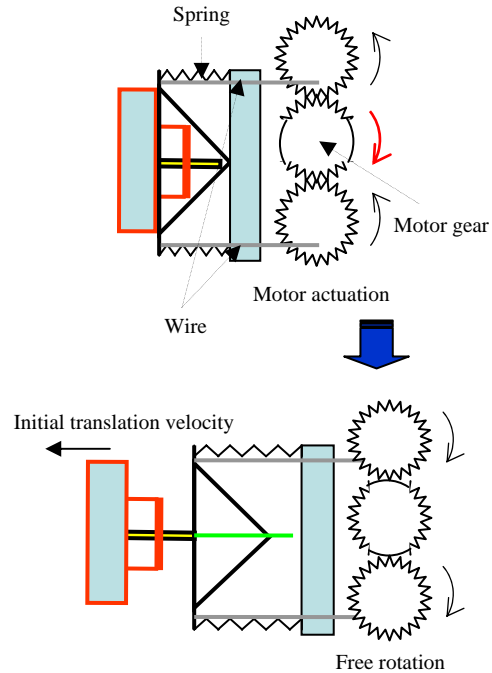 Spring
Motor gear
Motor actuation
Wire
Initial translation velocity
Free rotation